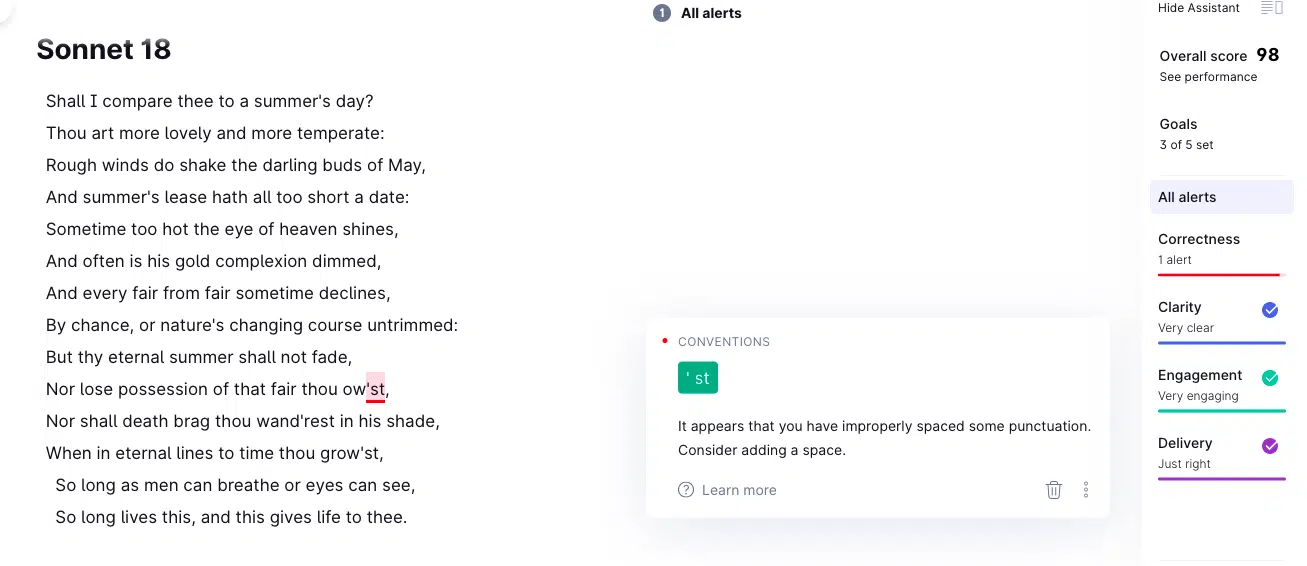 1 All alerts
Hide Assistant
Sonnet 18
Overall score 98
See performance
Shall I compare thee to a summer's day?
Thou art more lovely and more temperate:
Rough winds do shake the darling buds of May,
And summer's lease hath all too short a date:
Sometime too hot the eye of heaven shines,
And often is his gold complexion dimmed,
And every fair from fair sometime declines,
By chance, or nature's changing course untrimmed:
But thy eternal summer shall not fade,
Nor lose possession of that fair thou ow'st,
Nor shall death brag thou wand'rest in his shade,
When in eternal lines to time thou grow'st,
So long as men can breathe or eyes can see,
So long lives this, and this gives life to thee.
CONVENTIONS
' st
It appears that you have improperly spaced some punctuation.
Consider adding a space.
Learn more
Goals
3 of 5 set
All alerts
Correctness
1 alert
Clarity
Very clear
Engagement
Very engaging
Delivery
Just right